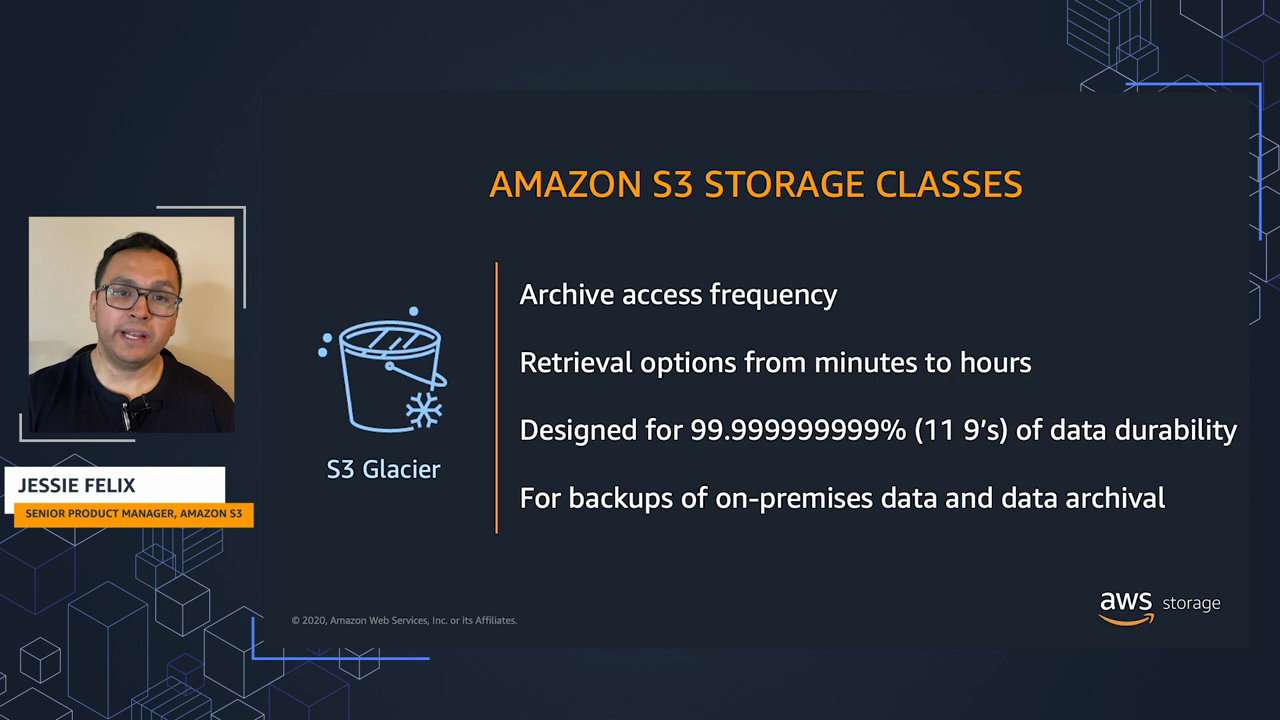 AMAZON S3 STORAGE CLASSES
Archive access frequency
Retrieval options from minutes to hours
Designed for 99.999999999% (11 9’s) of data durability
For backups of on-premises data and data archival
S3 Glacier
JESSIE FELIX
SENIOR PRODUCT MANAGER, AMAZON S3
© 2020, Amazon Web Services, Inc. or its Affiliates.
aws storage